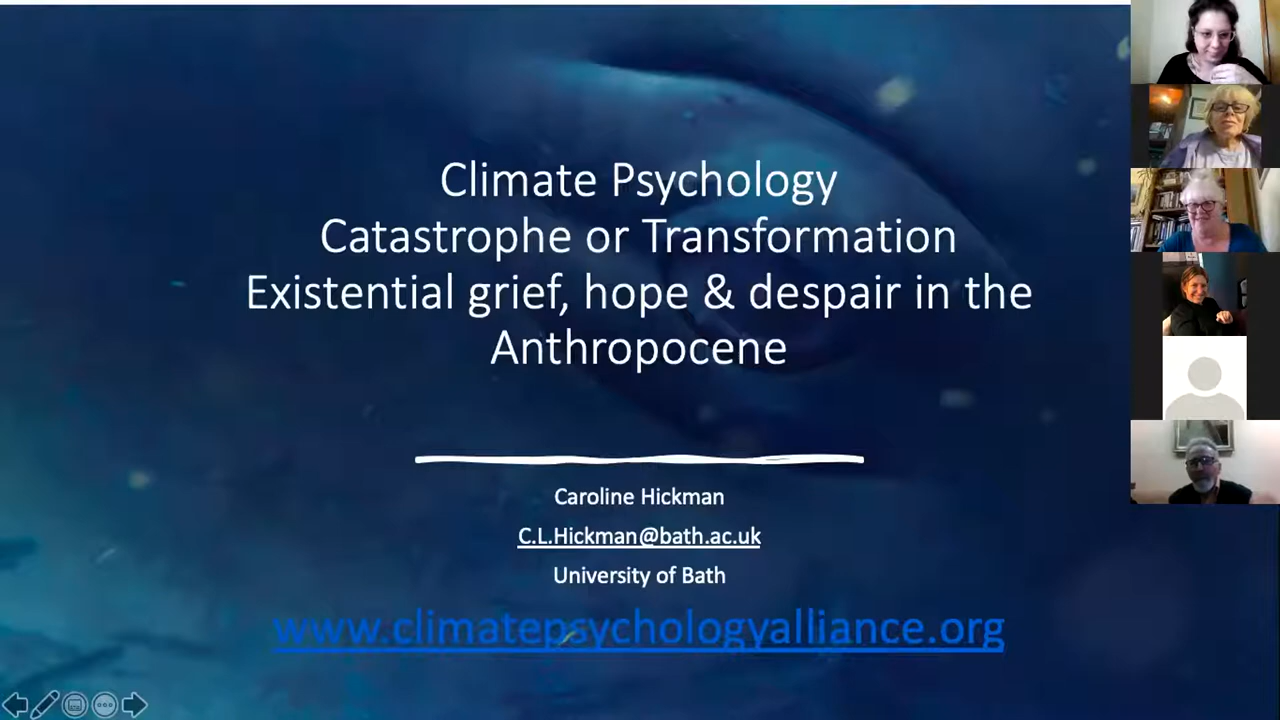 Climate Psychology
Catastrophe or Transformation
Existential grief, hope & despair in the
Anthropocene
Caroline Hickman
C.L.Hickman@bath.ac.uk
University of Bath
www.climatepsychologyalliance.org